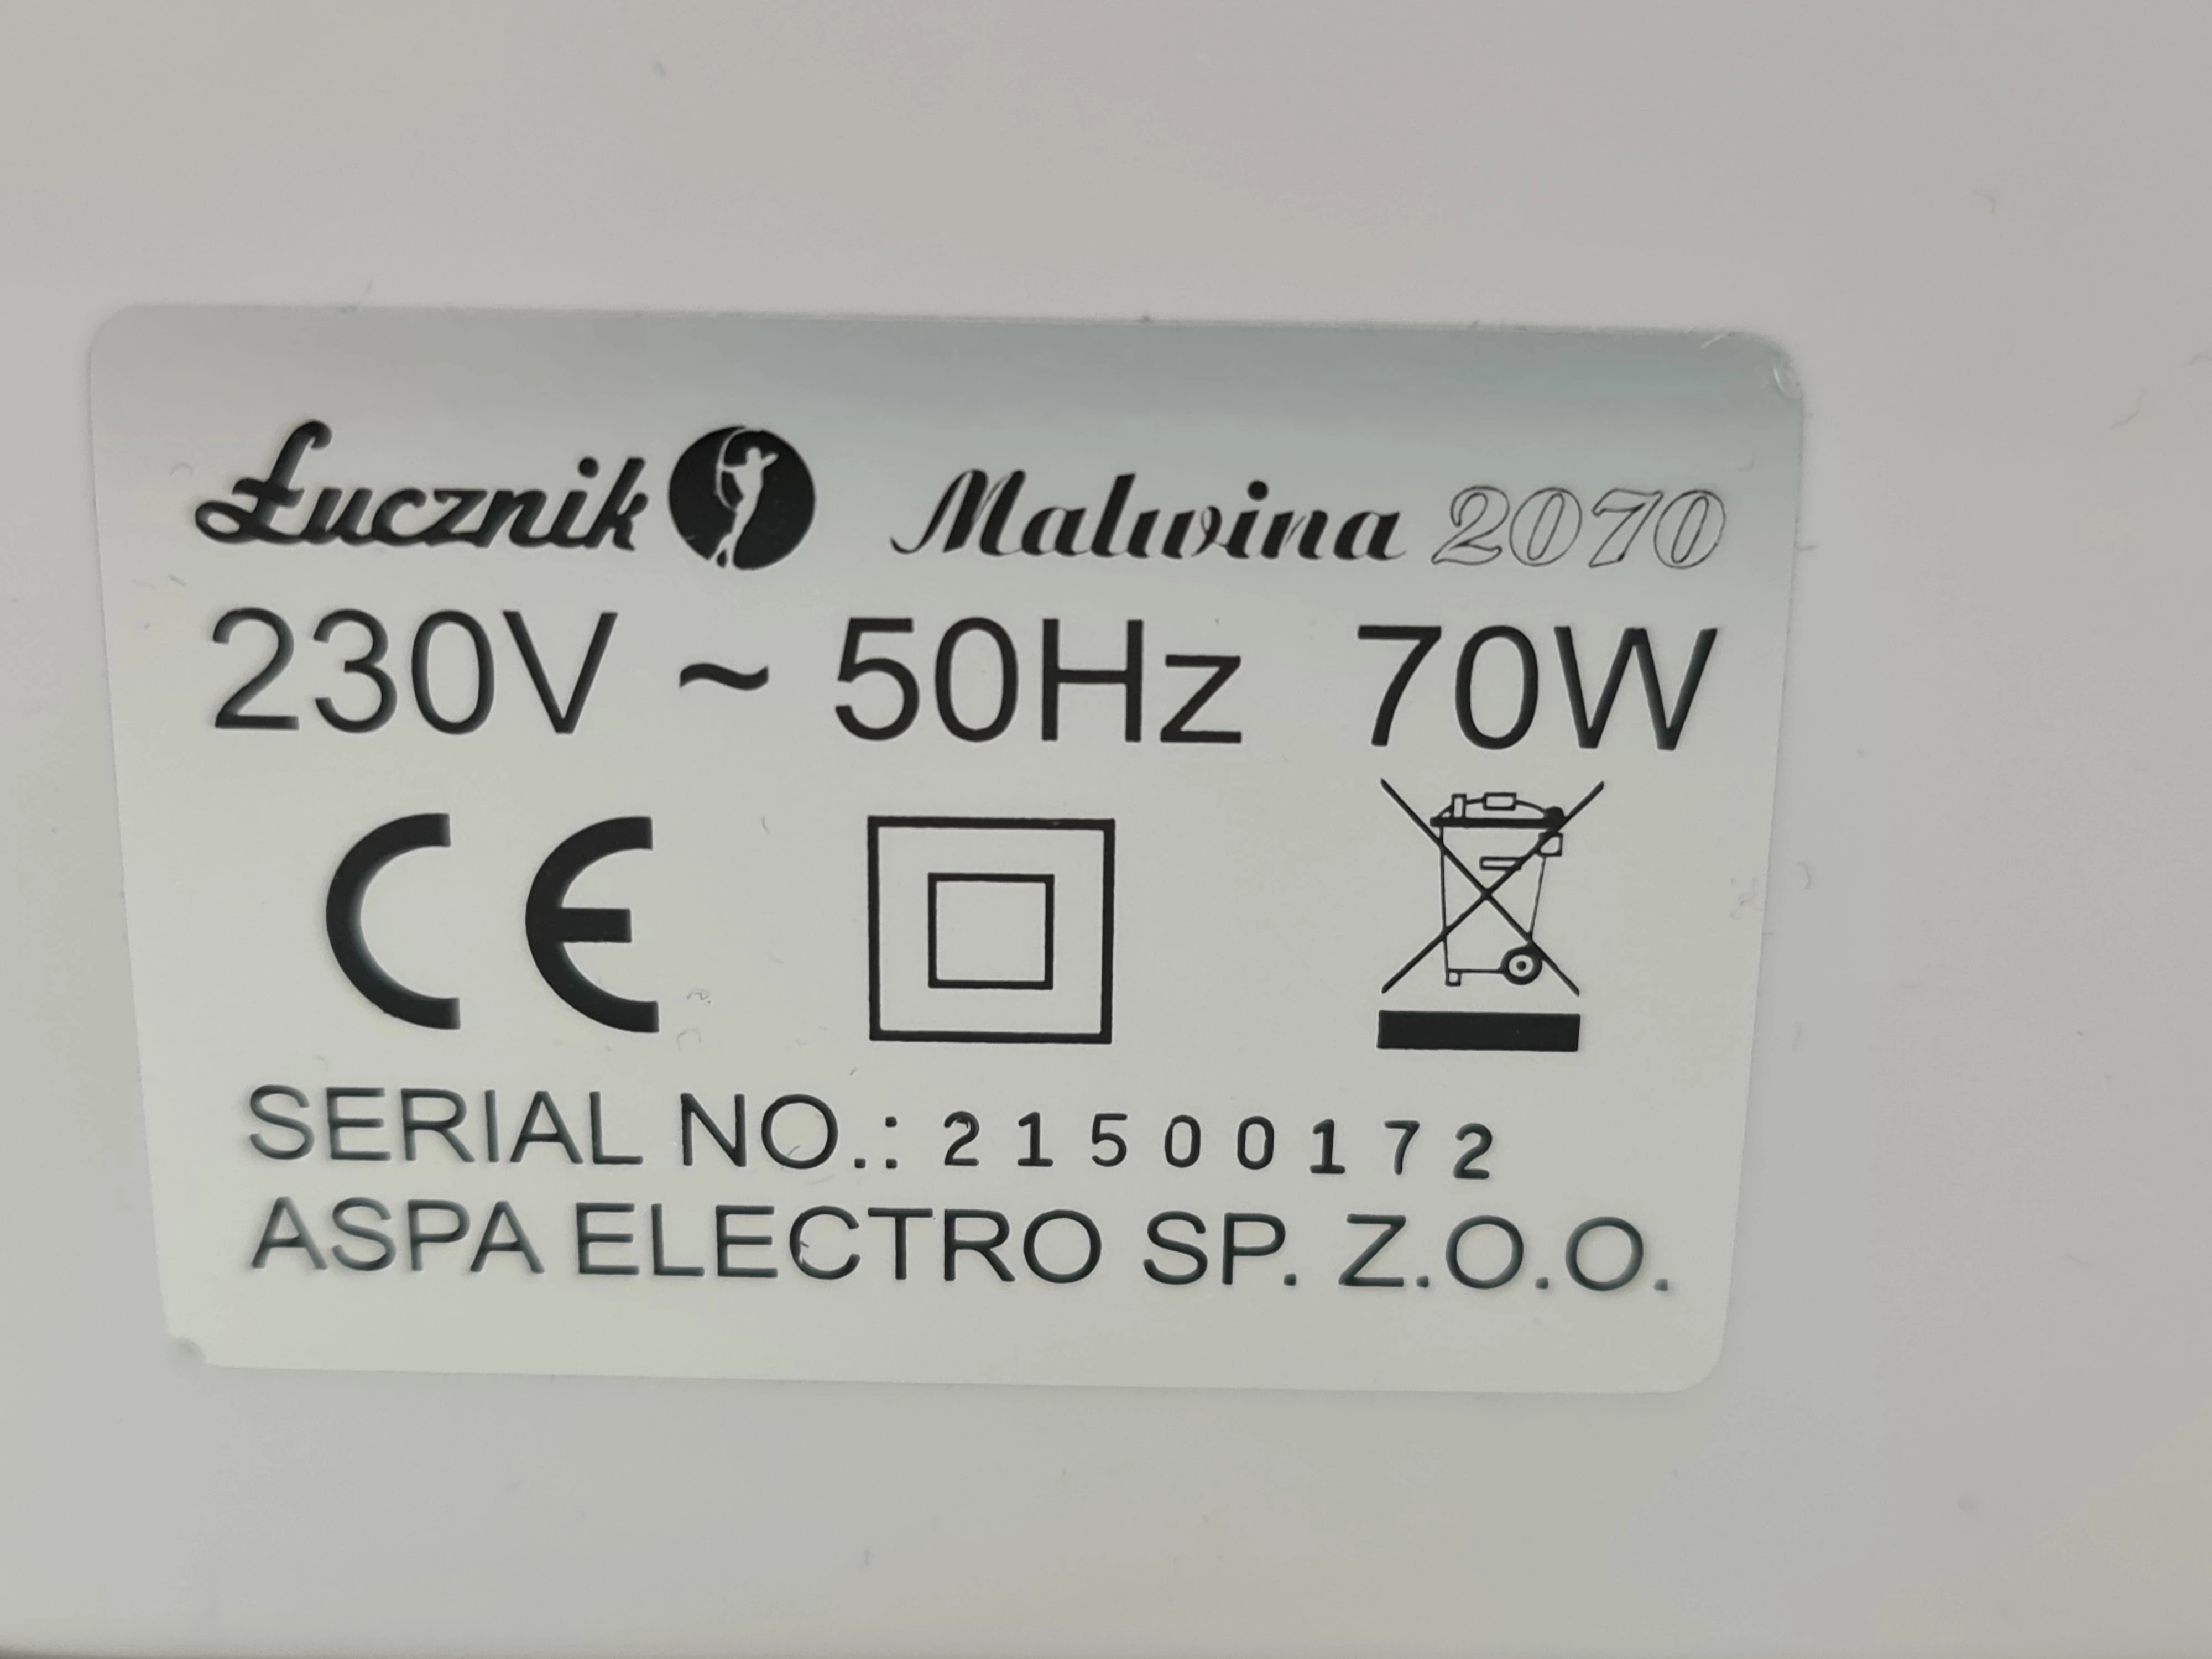 Łucznik Malwina 2070
230V ~ 50Hz 70W
CE
SERIAL NO.: 21500172
ASPA ELECTRO SP. Z.O.O.